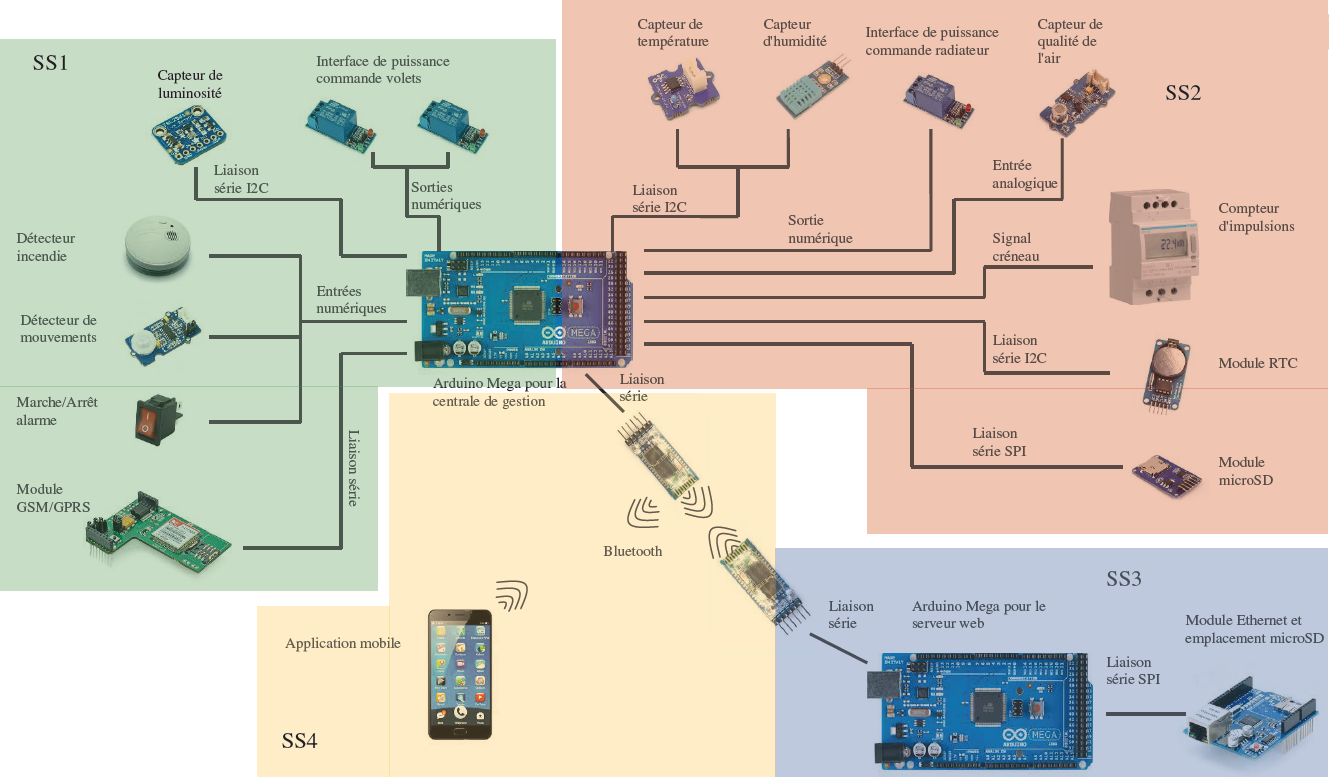 SS1
Capteur de
luminosité
Interface de puissance
commande volets
Liaison
série I2C
Sorties
numériques
Détecteur
incendie
Entrées
numériques
Détecteur de
mouvements
Marche/Arrêt
alarme
Module
GSM/GPRS
Liaison série
Capteur de
température
Capteur
d'humidité
Interface de puissance
commande radiateur
Capteur de
qualité de
l'air
SS2
Liaison
série I2C
Sortie
numérique
Entrée
analogique
Signal
créneau
Compteur
d'impulsions
Liaison
série I2C
Module RTC
Liaison
série SPI
Module
microSD
MEGA
ARDUINO
Arduino Mega pour la
centrale de gestion
Liaison
série
Bluetooth
Application mobile
SS4
SS3
Liaison
série
Arduino Mega pour le
serveur web
MEGA
ARDUINO
Liaison
série SPI
Module Ethernet et
emplacement microSD